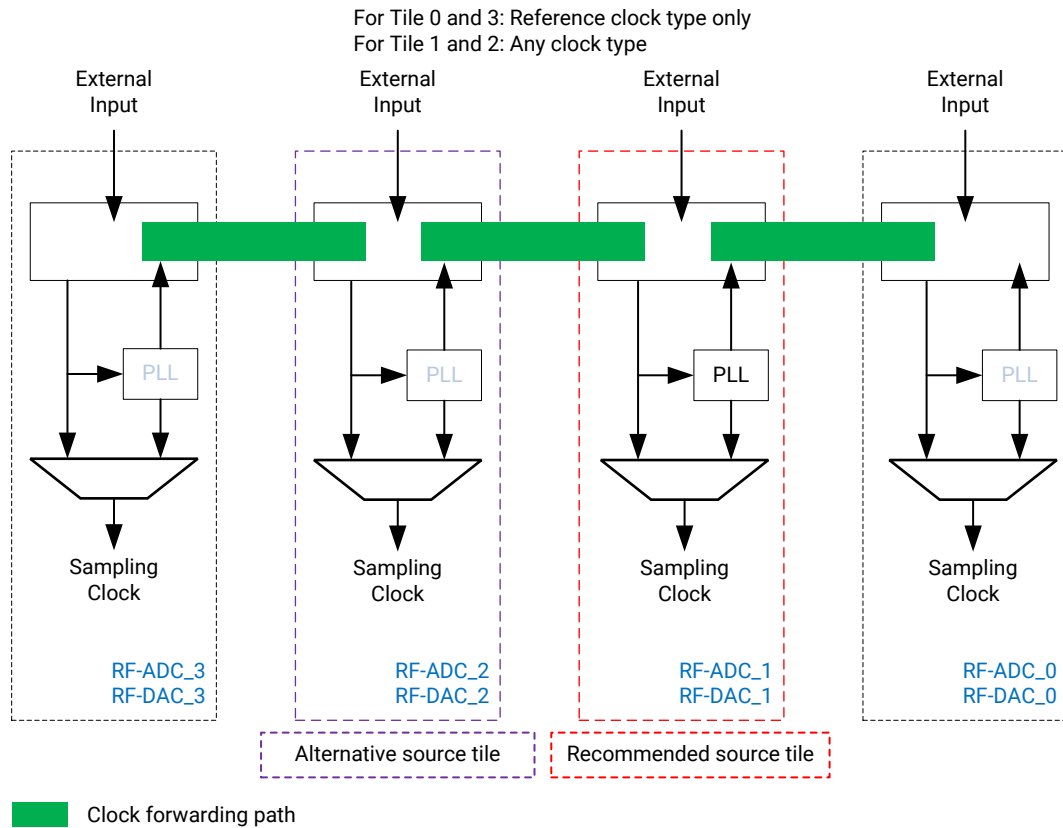 For Tile 0 and 3: Reference clock type only
For Tile 1 and 2: Any clock type
External
Input
External
Input
External
Input
External
Input
PLL
PLL
PLL
PLL
Sampling
Clock
Sampling
Clock
Sampling
Clock
Sampling
Clock
RF-ADC_3
RF-DAC_3
RF-ADC_2
RF-DAC_2
RF-ADC_1
RF-DAC_1
RF-ADC_0
RF-DAC_0
Alternative source tile
Recommended source tile
Clock forwarding path